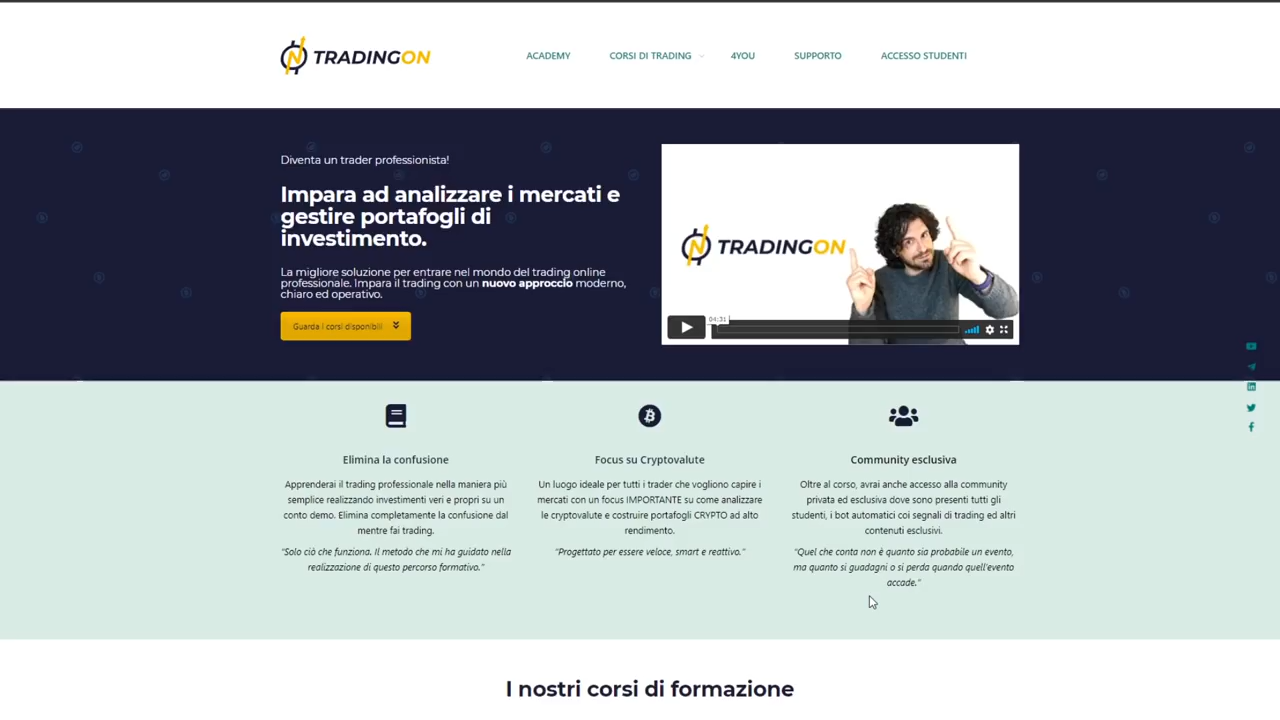 TRADINGON
ACADEMY
CORSI DI TRADING
4YOU
SUPPORTO
ACCESSO STUDENTI
Diventa un trader professionista!
Impara ad analizzare i mercati e
gestire portafogli di
investimento.
La migliore soluzione per entrare nel mondo del trading online
professionale. Impara il trading con un nuovo approccio moderno,
chiaro ed operativo.
Guarda i corsi disponibili
TRADINGON
04:31
Elimina la confusione
Apprenderai il trading professionale nella maniera più
semplice realizzando investimenti veri e propri su un
conto demo. Elimina completamente la confusione dal
mentre fai trading.
"Solo ciò che funziona. Il metodo che mi ha guidato nella
realizzazione di questo percorso formativo."
Focus su Cryptovalute
Un luogo ideale per tutti i trader che vogliono capire i
mercati con un focus IMPORTANTE su come analizzare
le cryptovalute e costruire portafogli CRYPTO ad alto
rendimento.
"Progettato per essere veloce, smart e reattivo."
Community esclusiva
Oltre al corso, avrai anche accesso alla community
privata ed esclusiva dove sono presenti tutti gli
studenti, i bot automatici coi segnali di trading ed altri
contenuti esclusivi.
"Quel che conta non è quanto sia probabile un evento,
ma quanto si guadagni o si perda quando quell'evento
accade."
I nostri corsi di formazione